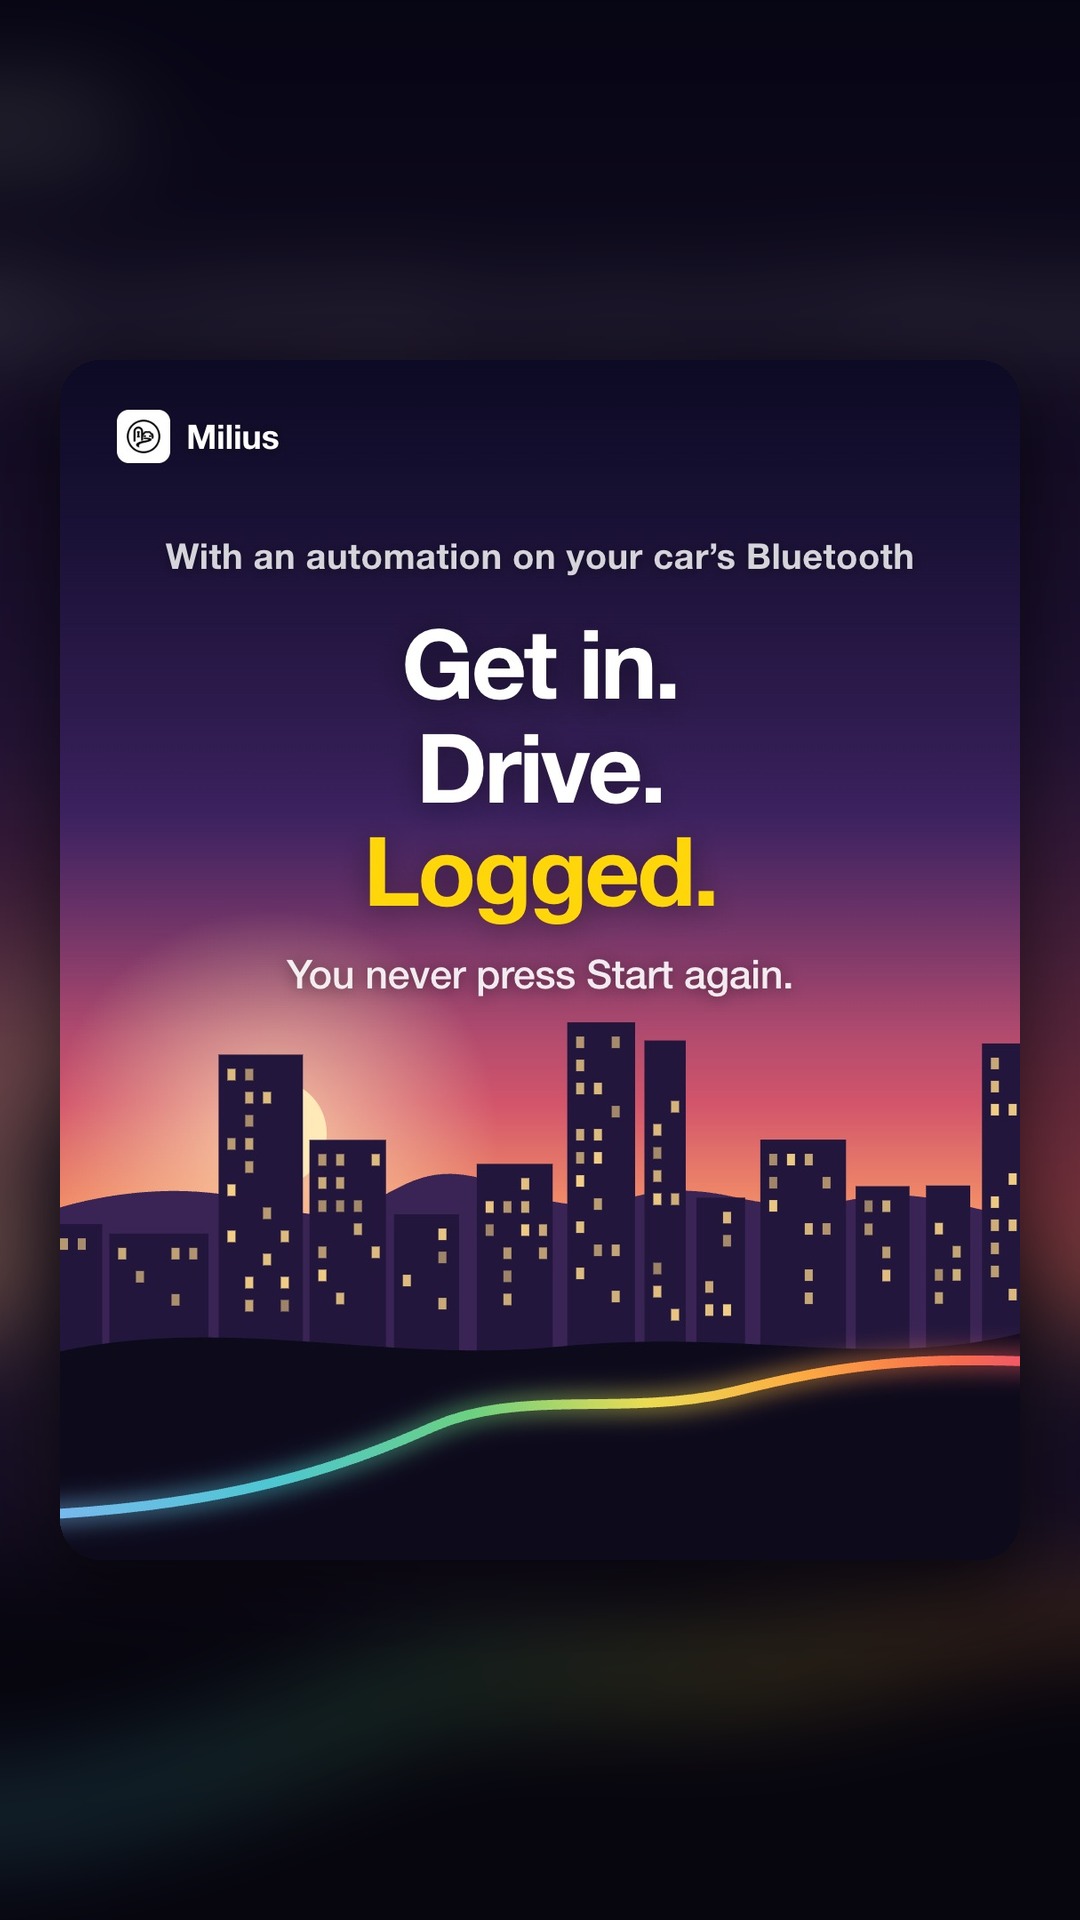 Milius
With an automation on your car’s Bluetooth
Get in.
Drive.
Logged.
You never press Start again.